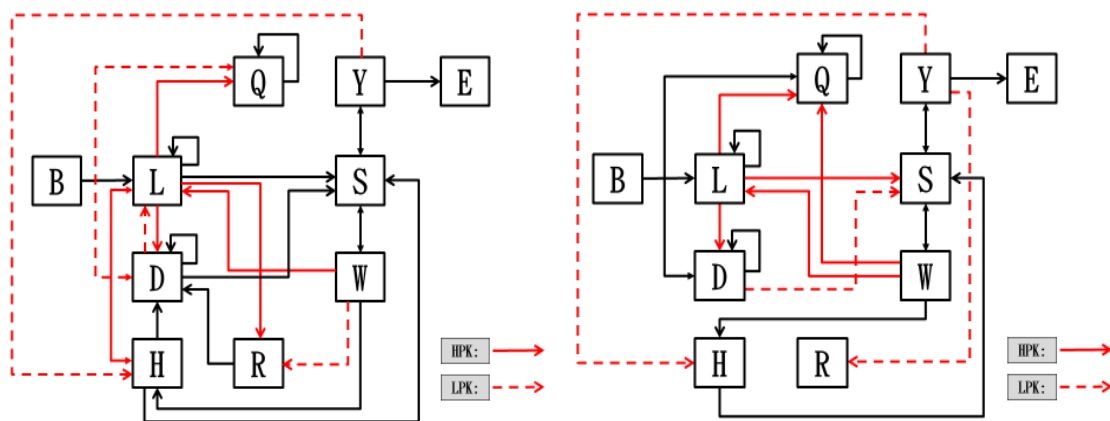 Q Y E
B L S
D W
H R
HPK:
LPK:
Q Y E
B L S
D W
H R
HPK:
LPK: